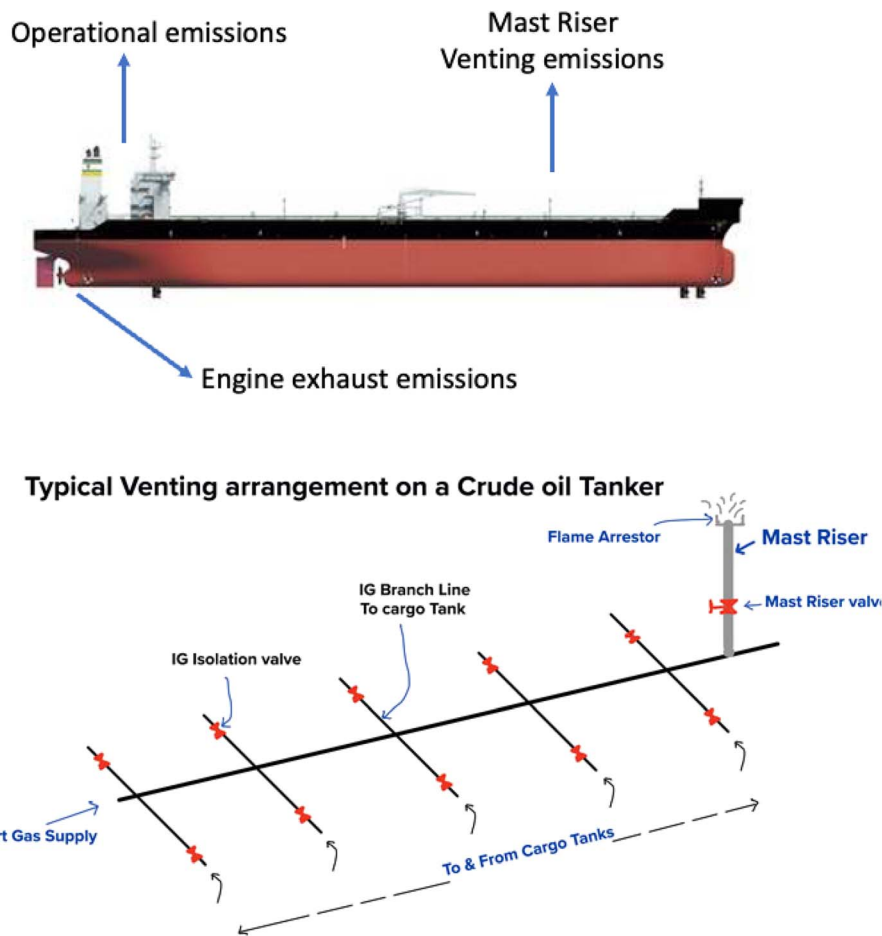 Operational emissions
Mast Riser
Venting emissions
Engine exhaust emissions
Typical Venting arrangement on a Crude oil Tanker
Flame Arrestor
Mast Riser
IG Branch Line
To cargo Tank
Mast Riser valv
IG Isolation valve
rt Gas Supply
To & From Cargo Tanks